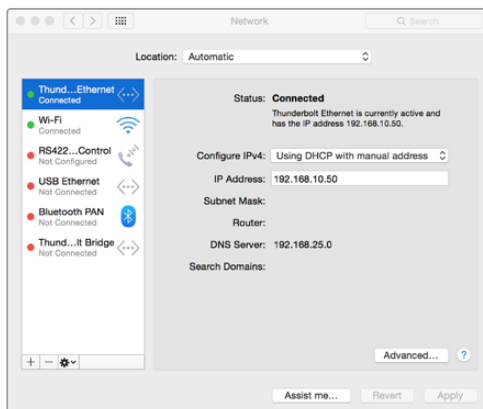 Network
Search
Location: Automatic
Thund...Ethernet
Connected
Wi-Fi
Connected
RS422...Control
Not Configured
USB Ethernet
Not Connected
Bluetooth PAN
Not Connected
Thund...lt Bridge
Not Connected
Status: Connected
Thunderbolt Ethernet is currently active and
has the IP address 192.168.10.50.
Configure IPv4: Using DHCP with manual address
IP Address: 192.168.10.50
Subnet Mask:
Router:
DNS Server: 192.168.25.0
Search Domains:
Advanced... ?
Assist me... Revert Apply